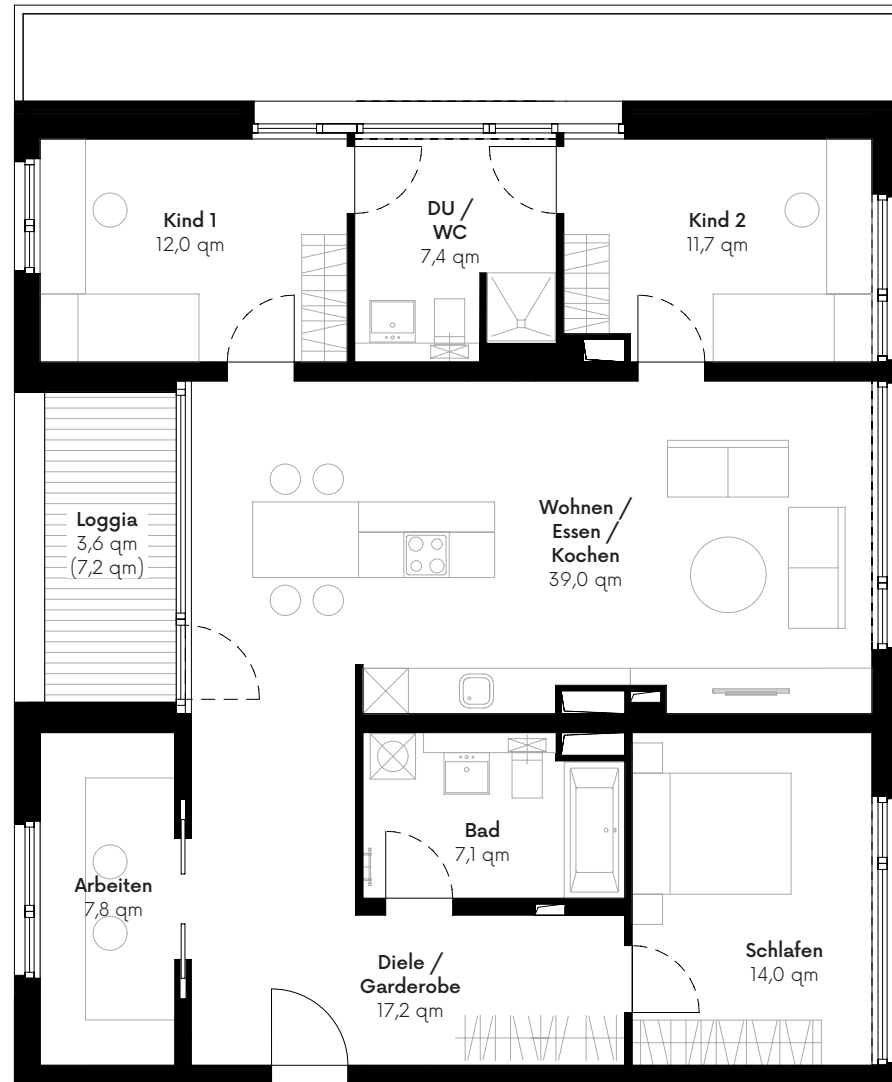 Kind 1
12,0 qm
DU /
WC
7,4 qm
Kind 2
11,7 qm
Loggia
3,6 qm
(7,2 qm)
Wohnen /
Essen /
Kochen
39,0 qm
Bad
7,1 qm
Arbeiten
7,8 qm
Diele /
Garderobe
17,2 qm
Schlafen
14,0 qm